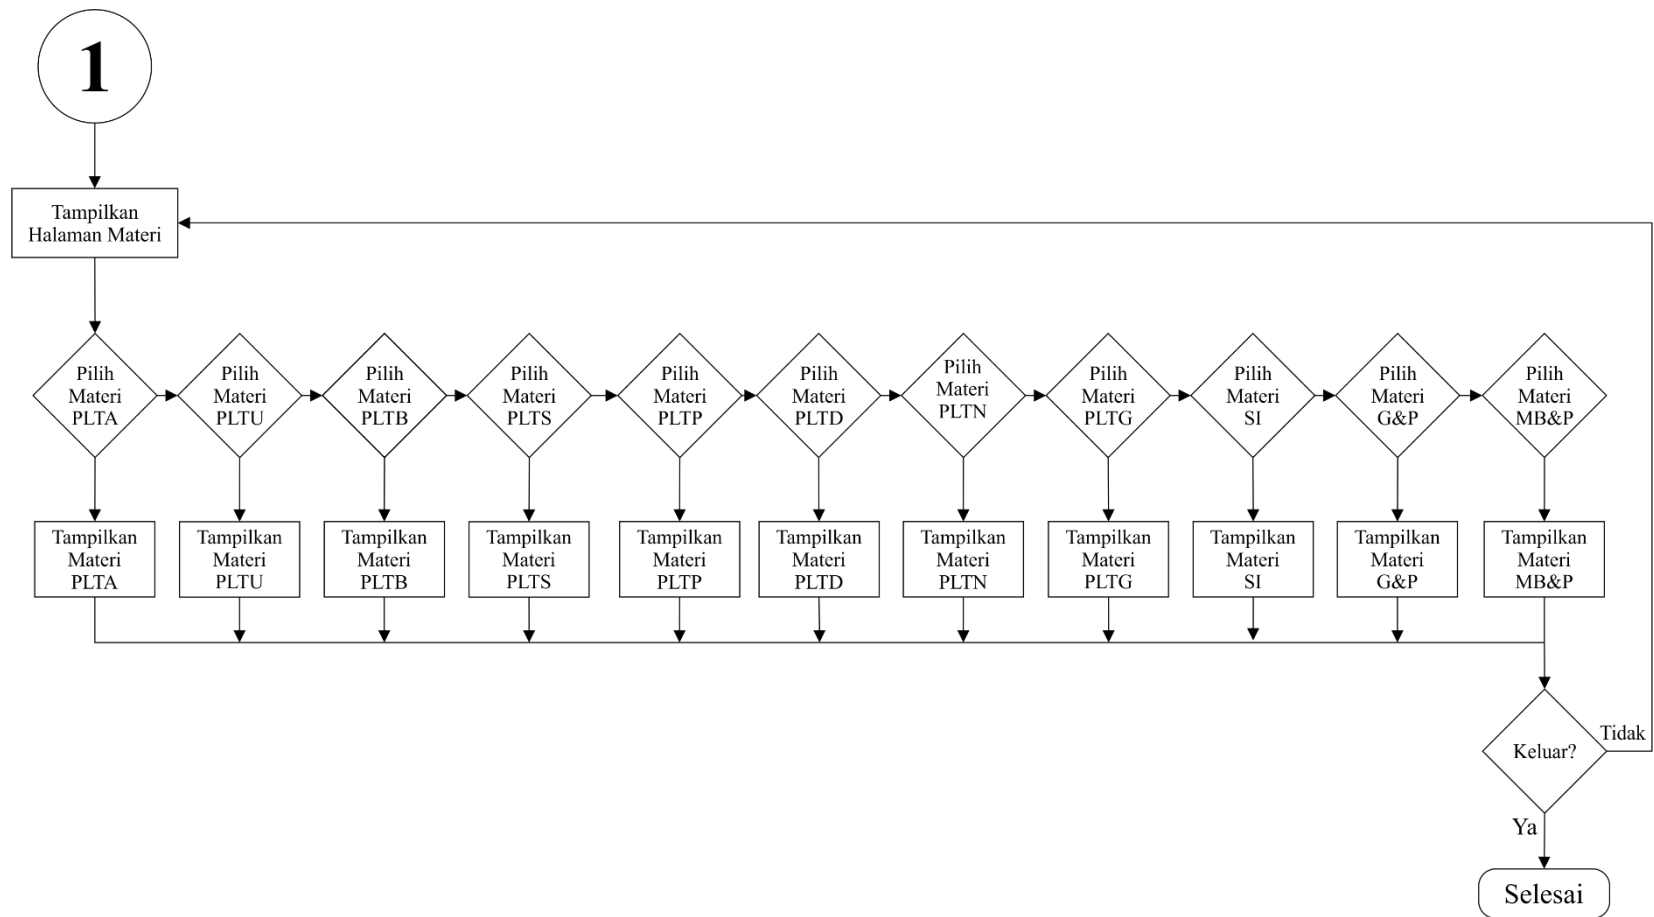 1
Tampilkan
Halaman Materi
Pilih
Materi
PLTA
Pilih
Materi
PLTU
Pilih
Materi
PLTB
Pilih
Materi
PLTS
Pilih
Materi
PLTP
Pilih
Materi
PLTD
Pilih
Materi
PLTN
Pilih
Materi
PLTG
Pilih
Materi
SI
Pilih
Materi
G&P
Pilih
Materi
MB&P
Tampilkan
Materi
PLTA
Tampilkan
Materi
PLTU
Tampilkan
Materi
PLTB
Tampilkan
Materi
PLTS
Tampilkan
Materi
PLTP
Tampilkan
Materi
PLTD
Tampilkan
Materi
PLTN
Tampilkan
Materi
PLTG
Tampilkan
Materi
SI
Tampilkan
Materi
G&P
Tampilkan
Materi
MB&P
Keluar?
Tidak
Ya
Selesai